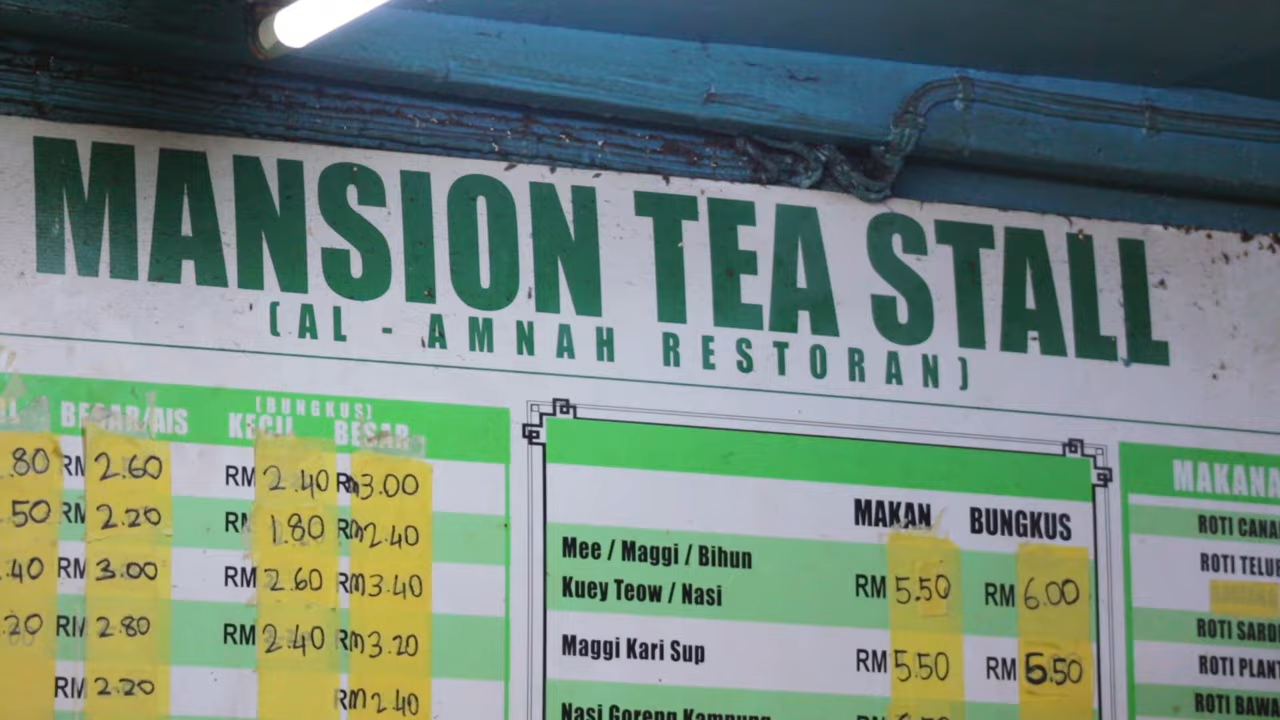 MANSION TEA STALL
(AL - AMNAH RESTORAN)
BESAR/AIS
(BUNGKUS)
KECIL BESAR
.80 RM 2.60 RM 2.40 RM 3.00
.50 RM 2.20 RM 1.80 RM 2.40
.40 RM 3.00 RM 2.60 RM 3.40
.20 RM 2.80 RM 2.40 RM 3.20
RM 2.20 RM 2.40
MAKAN BUNGKUS
Mee / Maggi / Bihun
Kuey Teow / Nasi RM 5.50 RM 6.00
Maggi Kari Sup RM 5.50 RM 5.50
Nasi Goreng Kampung
MAKANA
ROTI CANA
ROTI TELUR
ROTI SARDI
ROTI PLANT
ROTI BAWA